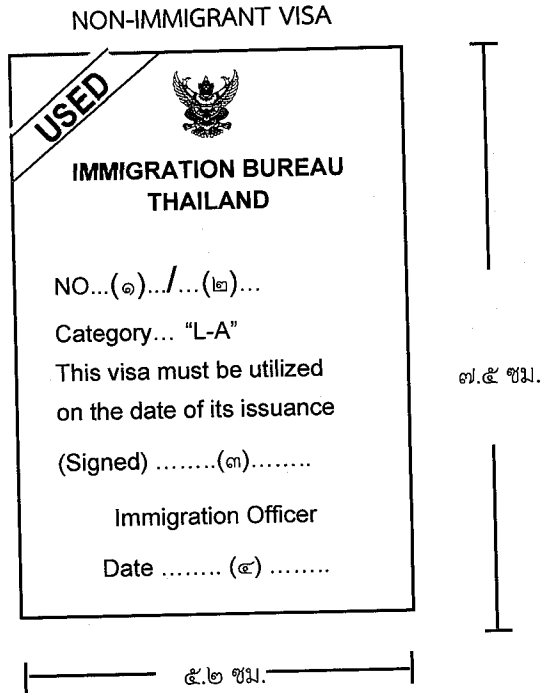 NON-IMMIGRANT VISA
USED
IMMIGRATION BUREAU
THAILAND
NO...(๑).../...(๒)...
Category... “L-A”
This visa must be utilized
on the date of its issuance
(Signed) ........(๓)........
Immigration Officer
Date ........ (๔) ........
๗.๕ ซม.
๕.๒ ซม.